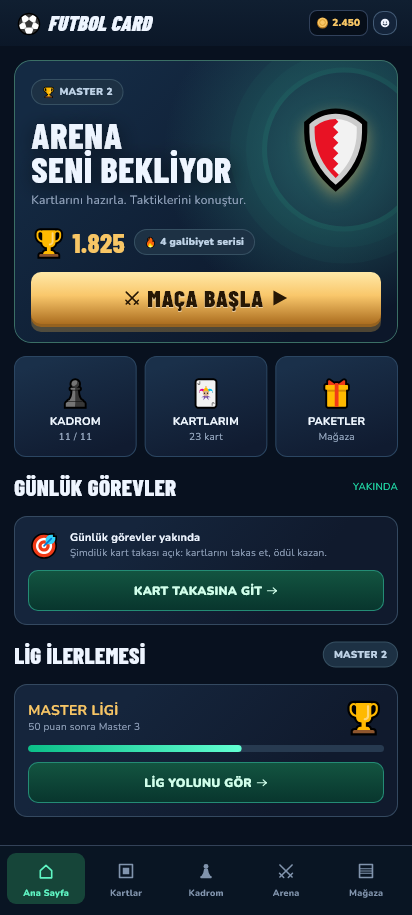 FUTBOL CARD
2.450
MASTER 2
ARENA
SENİ BEKLİYOR
Kartlarını hazırla. Taktiklerini konuştur.
1.825
4 galibiyet serisi
MAÇA BAŞLA
KADROM
11 / 11
KARTLARIM
23 kart
PAKETLER
Mağaza
GÜNLÜK GÖREVLER
YAKINDA
Günlük görevler yakında
Şimdilik kart takası açık: kartlarını takas et, ödül kazan.
KART TAKASINA GİT →
LİG İLERLEMESİ
MASTER 2
MASTER LİGİ
50 puan sonra Master 3
LİG YOLUNU GÖR →
Ana Sayfa
Kartlar
Kadrom
Arena
Mağaza